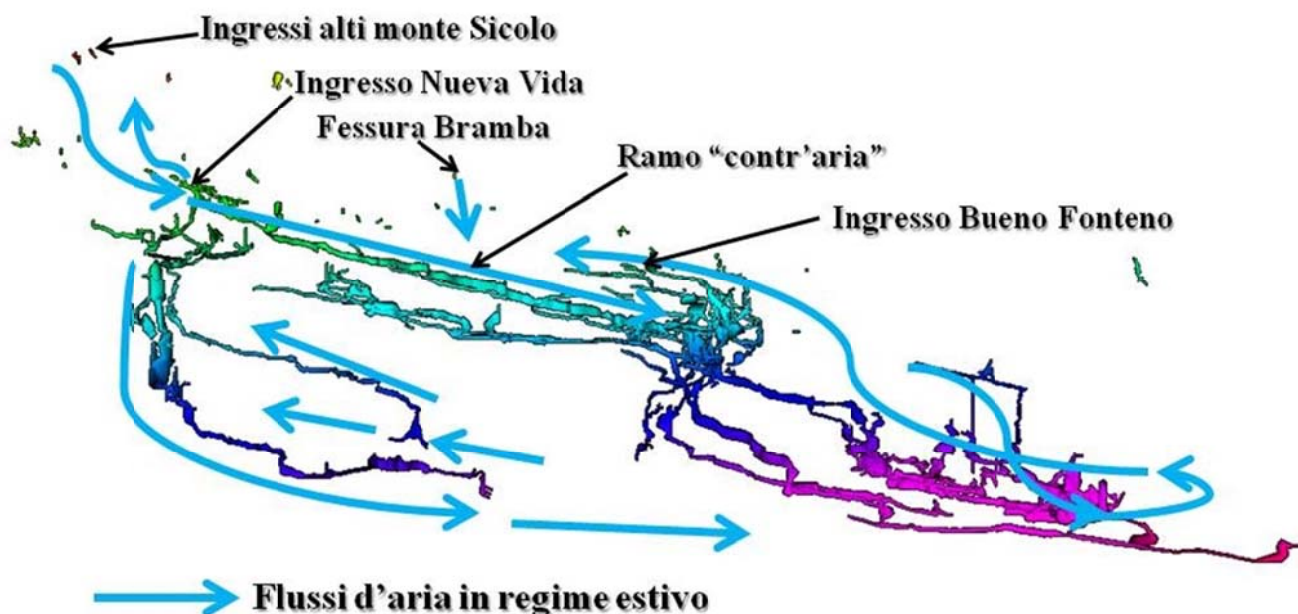 Ingressi alti monte Sicolo
Ingresso Nueva Vida
Fessura Bramba
Ramo “contr’aria”
Ingresso Bueno Fonteno
Flussi d’aria in regime estivo